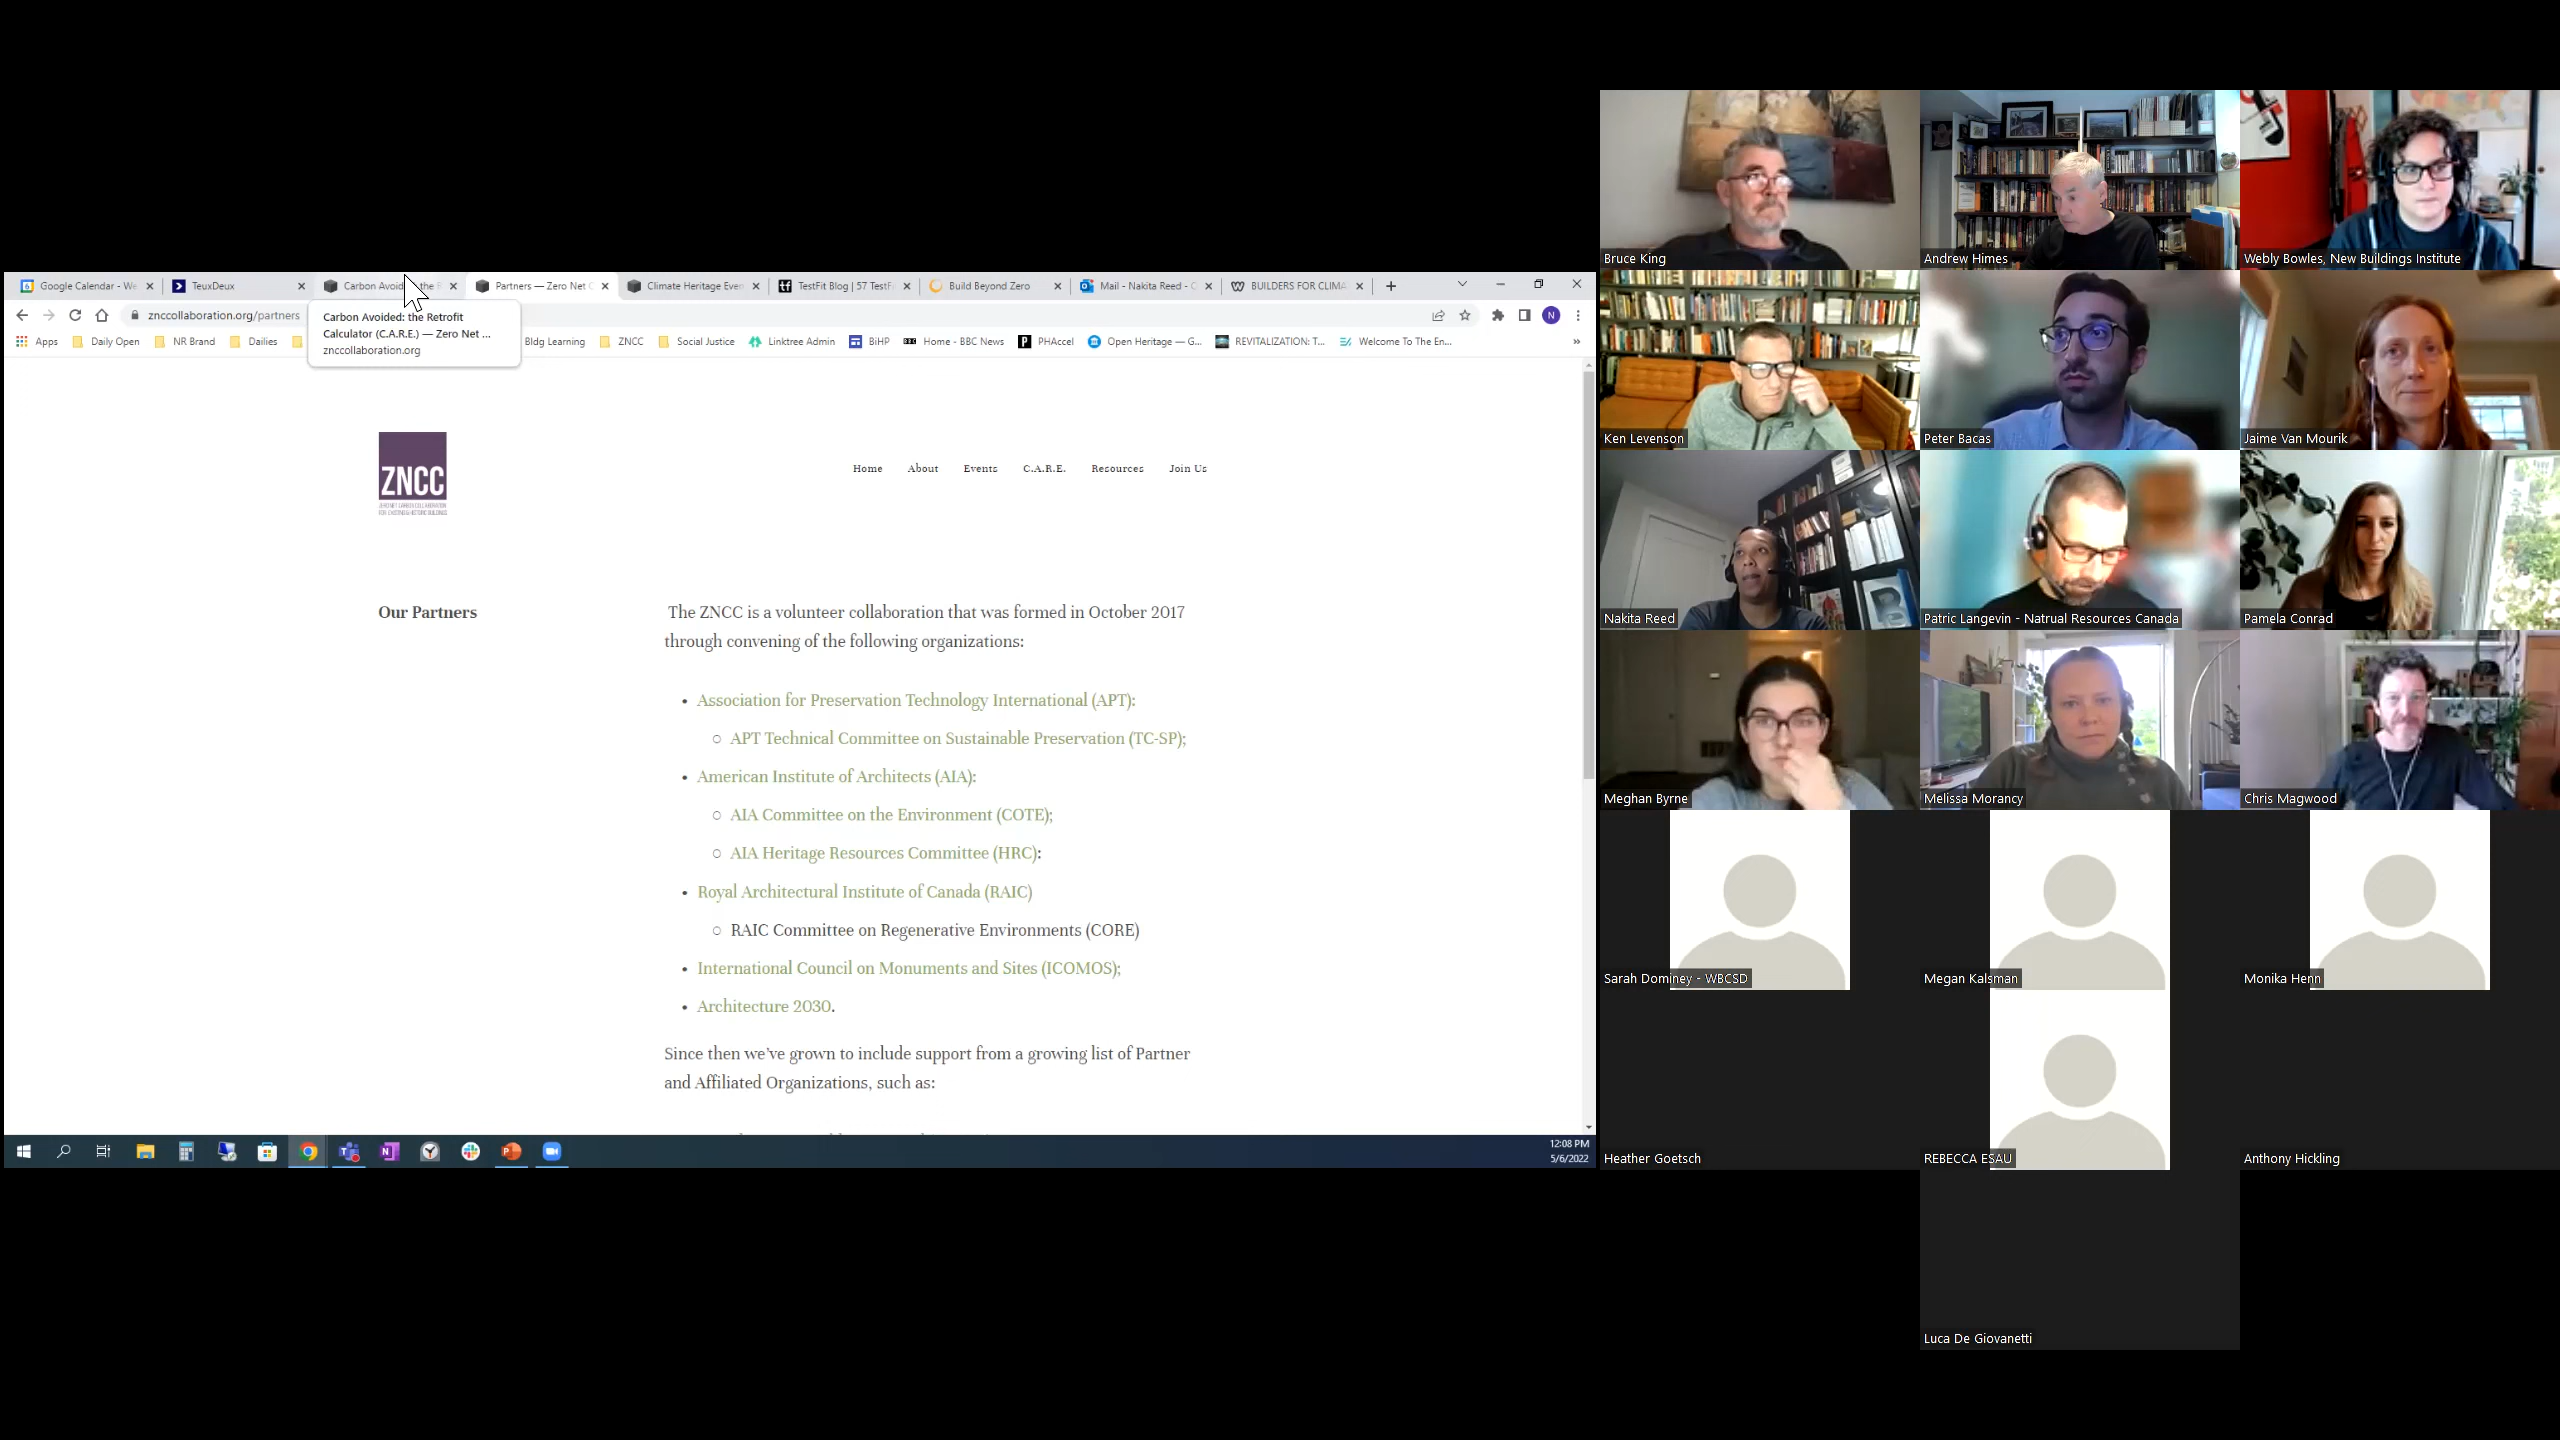 Google Calendar - We
TeuxDeux
Carbon Avoid
the R
Partners — Zero Net C
Climate Heritage Even
TestFit Blog | 57 TestF
Build Beyond Zero
Mail - Nakita Reed - O
BUILDERS FOR CLIMA
znccollaboration.org/partners
N
Carbon Avoided: the Retrofit
Calculator (C.A.R.E.) — Zero Net ...
znccollaboration.org
Apps
Daily Open
NR Brand
Dailies
Bldg Learning
ZNCC
Social Justice
Linktree Admin
BiHP
Home - BBC News
PHAccel
Open Heritage — G...
REVITALIZATION: T...
Welcome To The En...
»
ZNCC
ZERO NET CARBON COLLABORATION
FOR EXISTING & HISTORIC BUILDINGS
Home About Events C.A.R.E. Resources Join Us
Our Partners
The ZNCC is a volunteer collaboration that was formed in October 2017
through convening of the following organizations:
• Association for Preservation Technology International (APT):
○ APT Technical Committee on Sustainable Preservation (TC-SP);
• American Institute of Architects (AIA):
○ AIA Committee on the Environment (COTE);
○ AIA Heritage Resources Committee (HRC):
• Royal Architectural Institute of Canada (RAIC)
○ RAIC Committee on Regenerative Environments (CORE)
• International Council on Monuments and Sites (ICOMOS);
• Architecture 2030.
Since then we've grown to include support from a growing list of Partner
and Affiliated Organizations, such as:
12:08 PM
5/6/2022
Bruce King
Andrew Himes
Webly Bowles, New Buildings Institute
Ken Levenson
Peter Bacas
Jaime Van Mourik
Nakita Reed
Patric Langevin - Natrual Resources Canada
Pamela Conrad
Meghan Byrne
Melissa Morancy
Chris Magwood
Sarah Dominey - WBCSD
Megan Kalsman
Monika Henn
Heather Goetsch
REBECCA ESAU
Anthony Hickling
Luca De Giovanetti